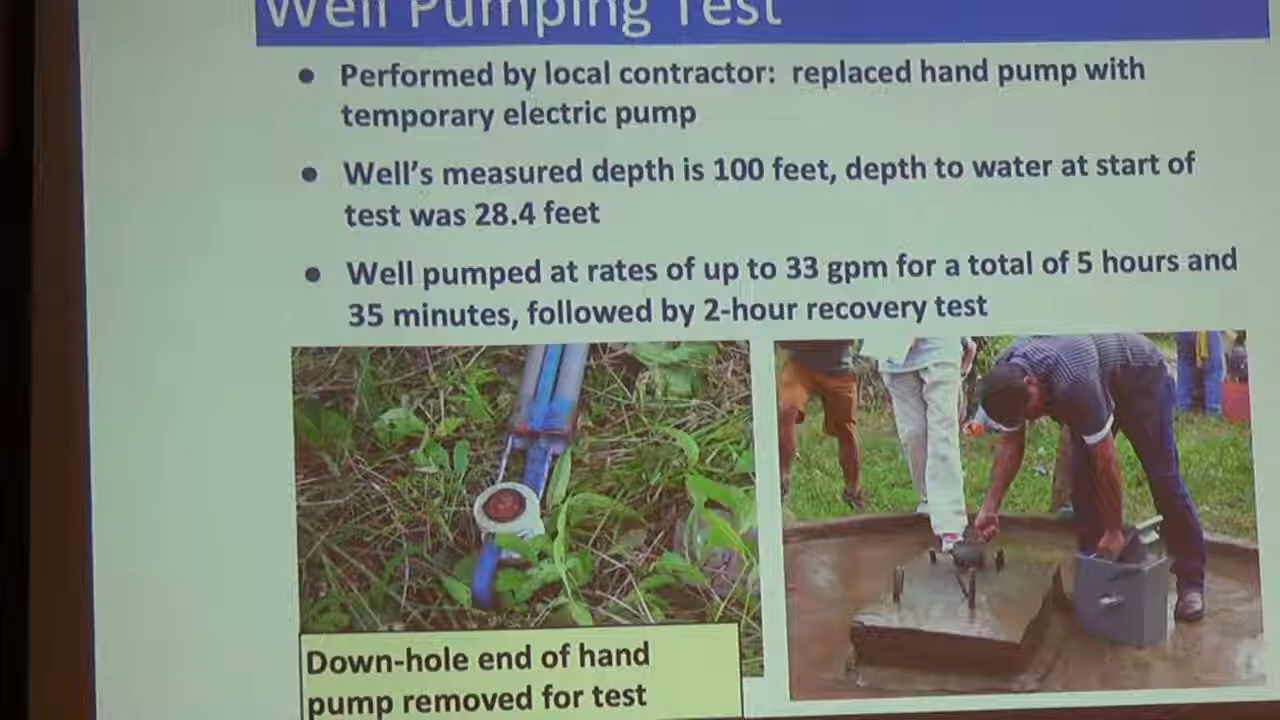 Well Pumping Test
Performed by local contractor: replaced hand pump with
temporary electric pump
Well's measured depth is 100 feet, depth to water at start of
test was 28.4 feet
Well pumped at rates of up to 33 gpm for a total of 5 hours and
35 minutes, followed by 2-hour recovery test
Down-hole end of hand
pump removed for test